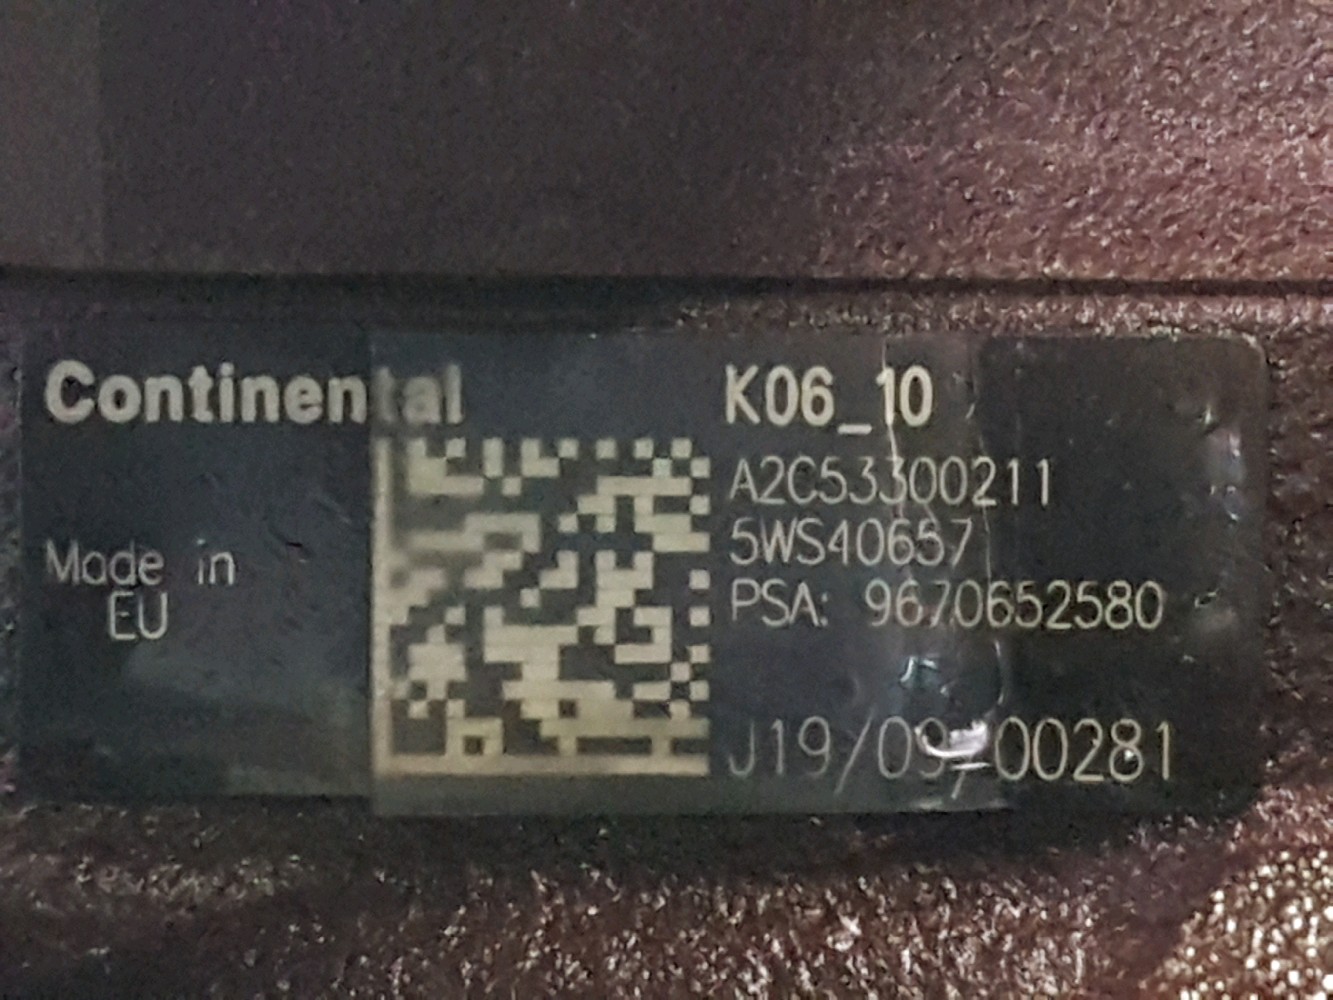 Continental
K06_10
A2C53300211
5WS40657
Made in
EU
PSA: 9670652580
J19/09/00281